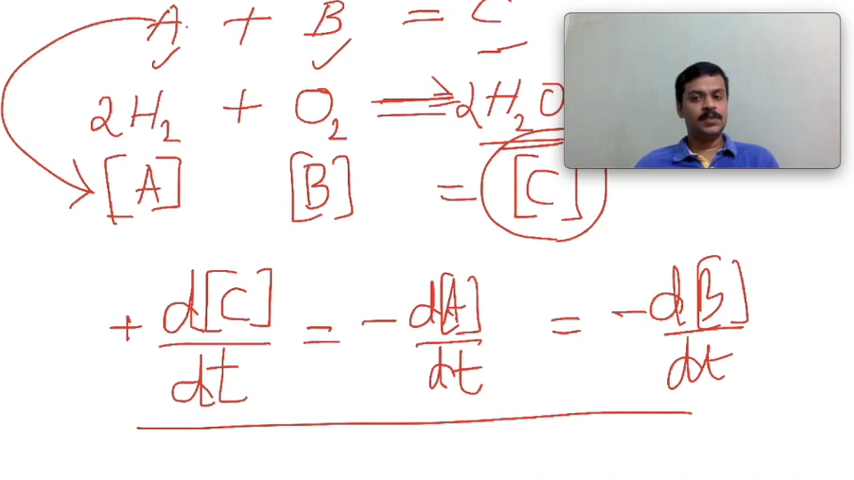 A + B = C
2H₂ + O₂ ⟹ 2H₂O
[A] [B] = [C]
+ d[C]/dt = - d[A]/dt = - d[B]/dt